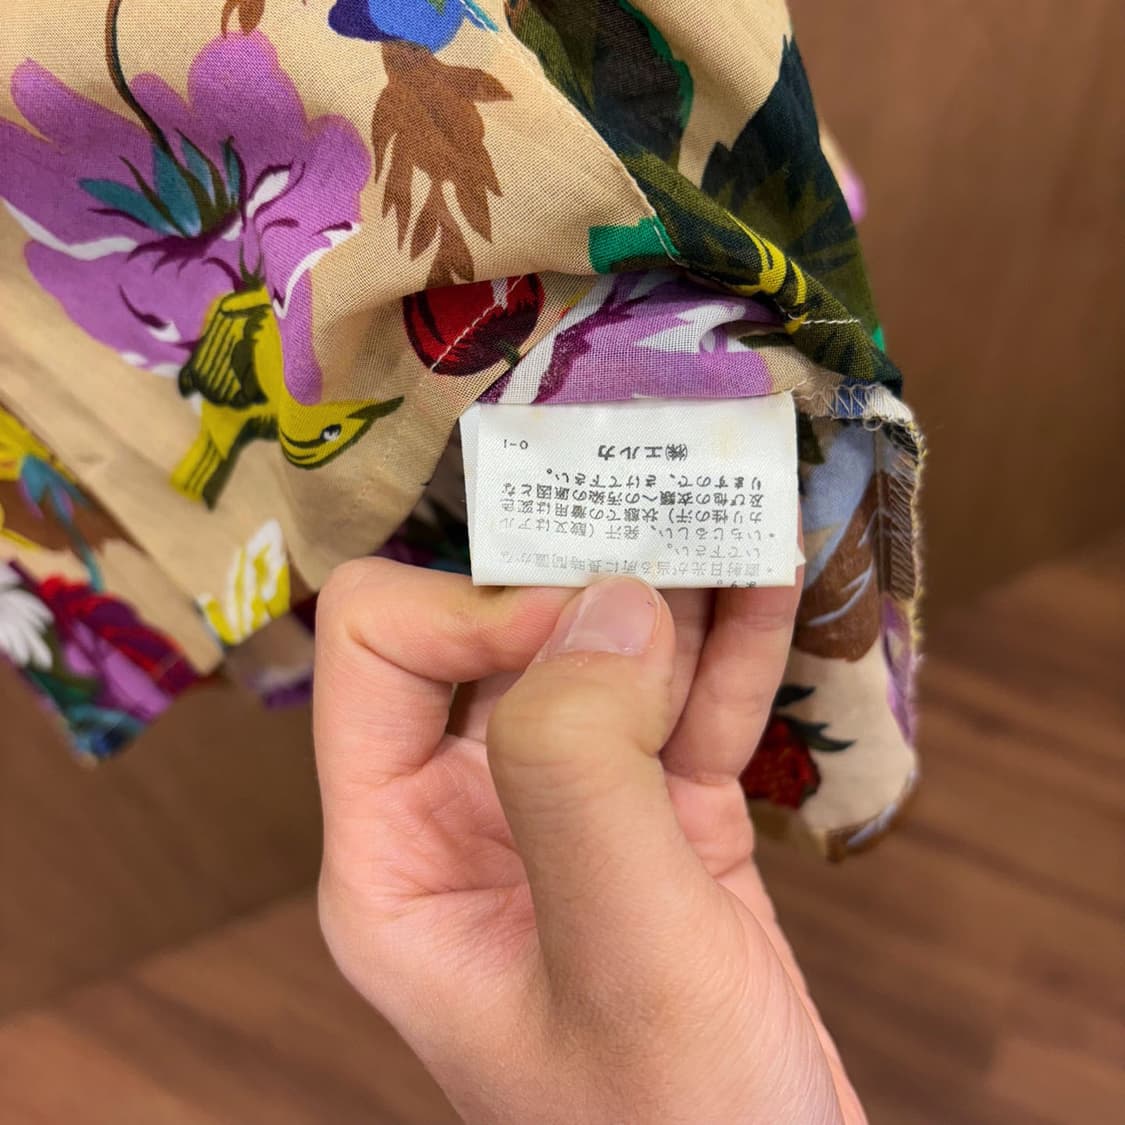 ます。
・直射日光が当る所に長時間置かな
いで下さい。
・いちじるしい、発汗（酸又はアル
カリ性の汗）状態での着用は変色
及び他の衣類への汚染の原因とな
りますので、さけて下さい。
㈱エルカ
0-1